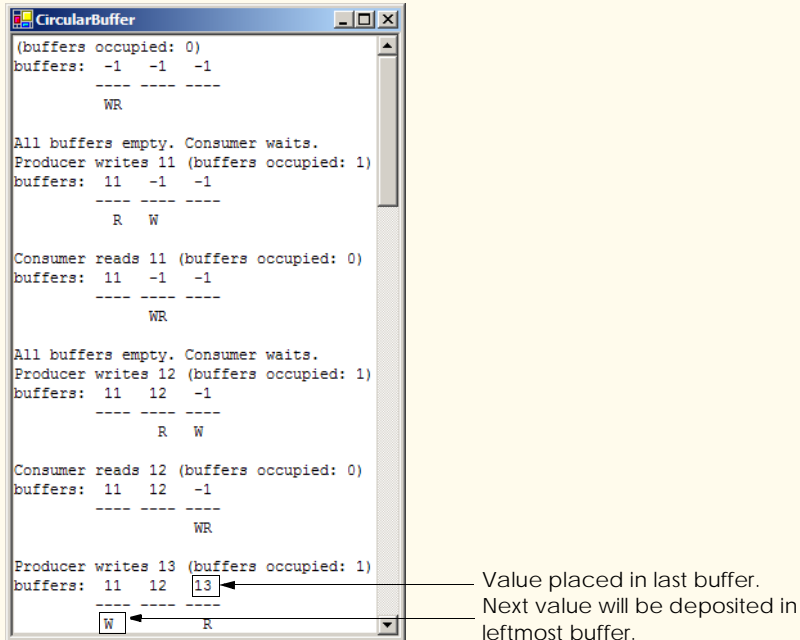 CircularBuffer
(buffers occupied: 0)
buffers:  -1   -1   -1
         ---- ---- ----
          WR
All buffers empty. Consumer waits.
Producer writes 11 (buffers occupied: 1)
buffers:  11   -1   -1
         ---- ---- ----
           R   W
Consumer reads 11 (buffers occupied: 0)
buffers:  11   -1   -1
         ---- ---- ----
               WR
All buffers empty. Consumer waits.
Producer writes 12 (buffers occupied: 1)
buffers:  11   12   -1
         ---- ---- ----
                R   W
Consumer reads 12 (buffers occupied: 0)
buffers:  11   12   -1
         ---- ---- ----
                    WR
Producer writes 13 (buffers occupied: 1)
buffers:  11   12   13
         ---- ---- ----
          W          R
Value placed in last buffer.
Next value will be deposited in
leftmost buffer.